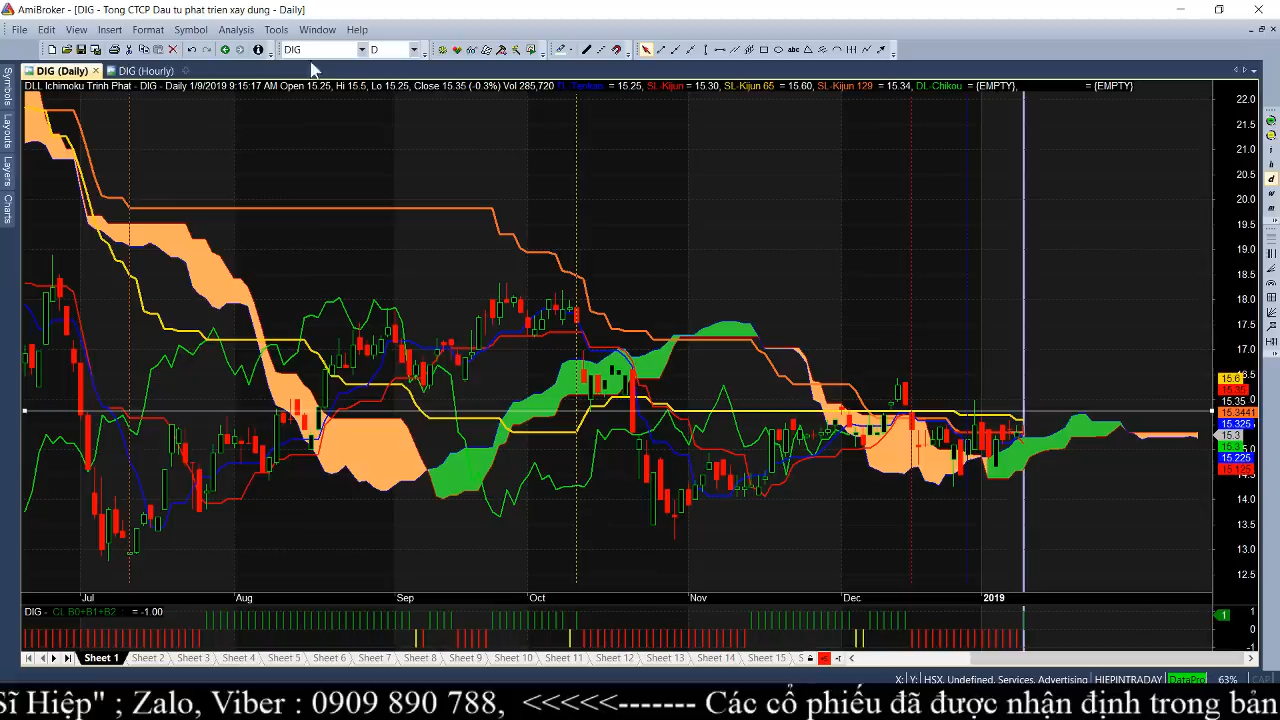 AmiBroker - [DIG - Tong CTCP Dau tu phat trien xay dung - Daily]
File Edit View Insert Format Symbol Analysis Tools Window Help
DIG D
DIG (Daily) DIG (Hourly)
DLL Ichimoku Trinh Phat - DIG - Daily 1/9/2019 9:15:17 AM Open 15.25, Hi 15.5, Lo 15.25, Close 15.35 (-0.3%) Vol 285,720 = 15.25, SL-Kijun = 15.30, SL-Kijun 65 = 15.60, SL-Kijun 129 = 15.34, DL-Chikou = {EMPTY}, = {EMPTY}
Symbols
Layouts
Layers
Charts
22.0
21.5
21.0
20.5
20.0
19.5
19.0
18.5
18.0
17.5
17.0
15.6
15.35
15.3441
15.325
15.3
15.225
15.125
14.0
13.5
13.0
12.5
Jul Aug Sep Oct Nov Dec 2019
DIG - CL B0+B1+B2 = -1.00
1
1
0
-1
Sheet 1 Sheet 2 Sheet 3 Sheet 4 Sheet 5 Sheet 6 Sheet 7 Sheet 8 Sheet 9 Sheet 10 Sheet 11 Sheet 12 Sheet 13 Sheet 14 Sheet 15 S
X: Y: HSX, Undefined, Services, Advertising HIEPINTRADAY DataPro 63% CAP
Sĩ Hiệp" ; Zalo, Viber : 0909 890 788, <<<<<------- Các cổ phiếu đã được nhận định trong bản